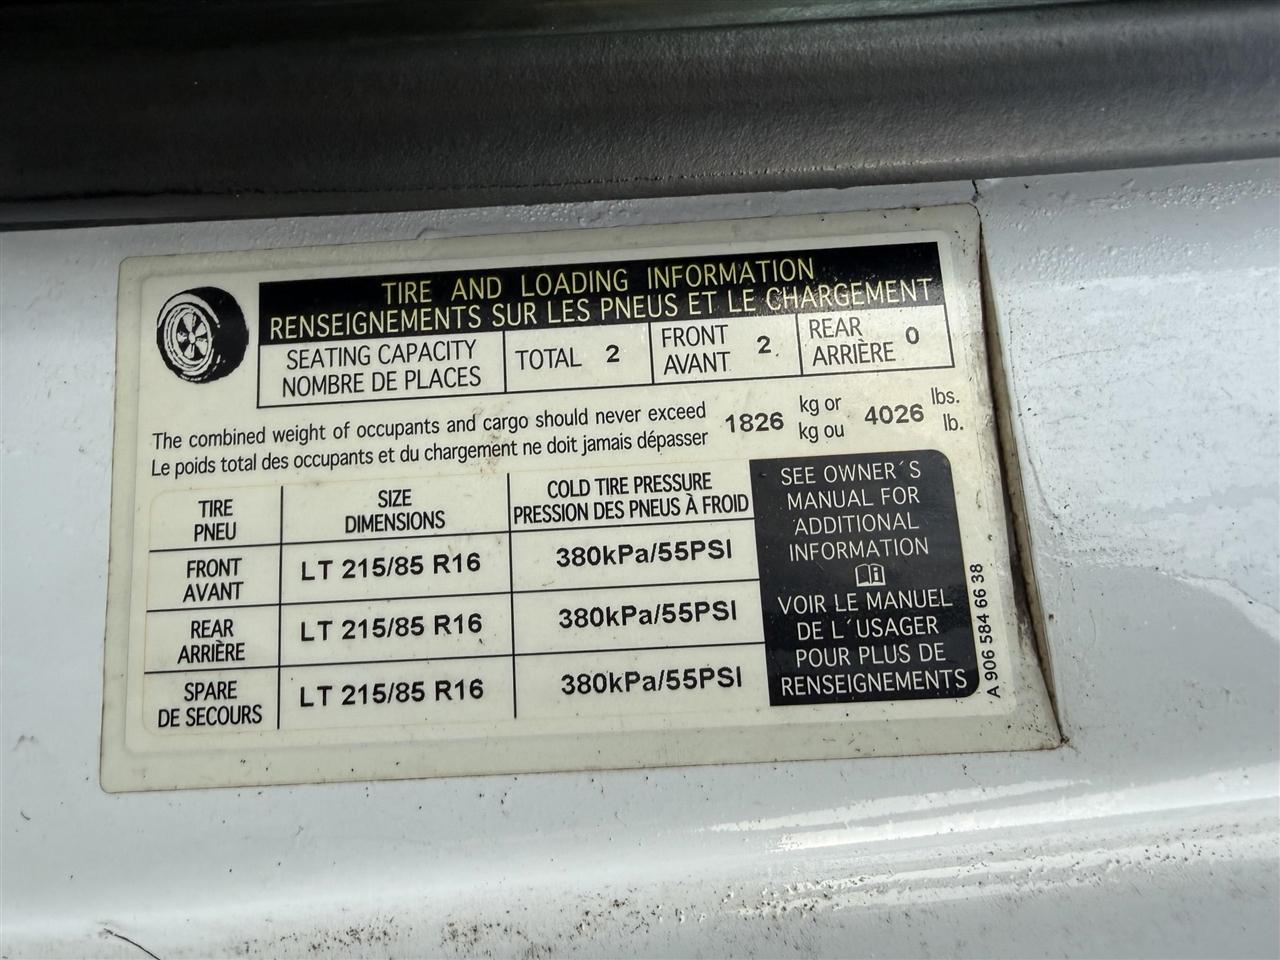 TIRE AND LOADING INFORMATION
RENSEIGNEMENTS SUR LES PNEUS ET LE CHARGEMENT
SEATING CAPACITY
NOMBRE DE PLACES
TOTAL 2
FRONT
AVANT
2
REAR
ARRIÈRE
0
The combined weight of occupants and cargo should never exceed
Le poids total des occupants et du chargement ne doit jamais dépasser
1826
kg or
kg ou
4026
lbs.
lb.
TIRE
PNEU
SIZE
DIMENSIONS
COLD TIRE PRESSURE
PRESSION DES PNEUS À FROID
FRONT
AVANT
LT 215/85 R16
380kPa/55PSI
REAR
ARRIÈRE
LT 215/85 R16
380kPa/55PSI
SPARE
DE SECOURS
LT 215/85 R16
380kPa/55PSI
SEE OWNER´S
MANUAL FOR
ADDITIONAL
INFORMATION
VOIR LE MANUEL
DE L´USAGER
POUR PLUS DE
RENSEIGNEMENTS
A 906 584 66 38